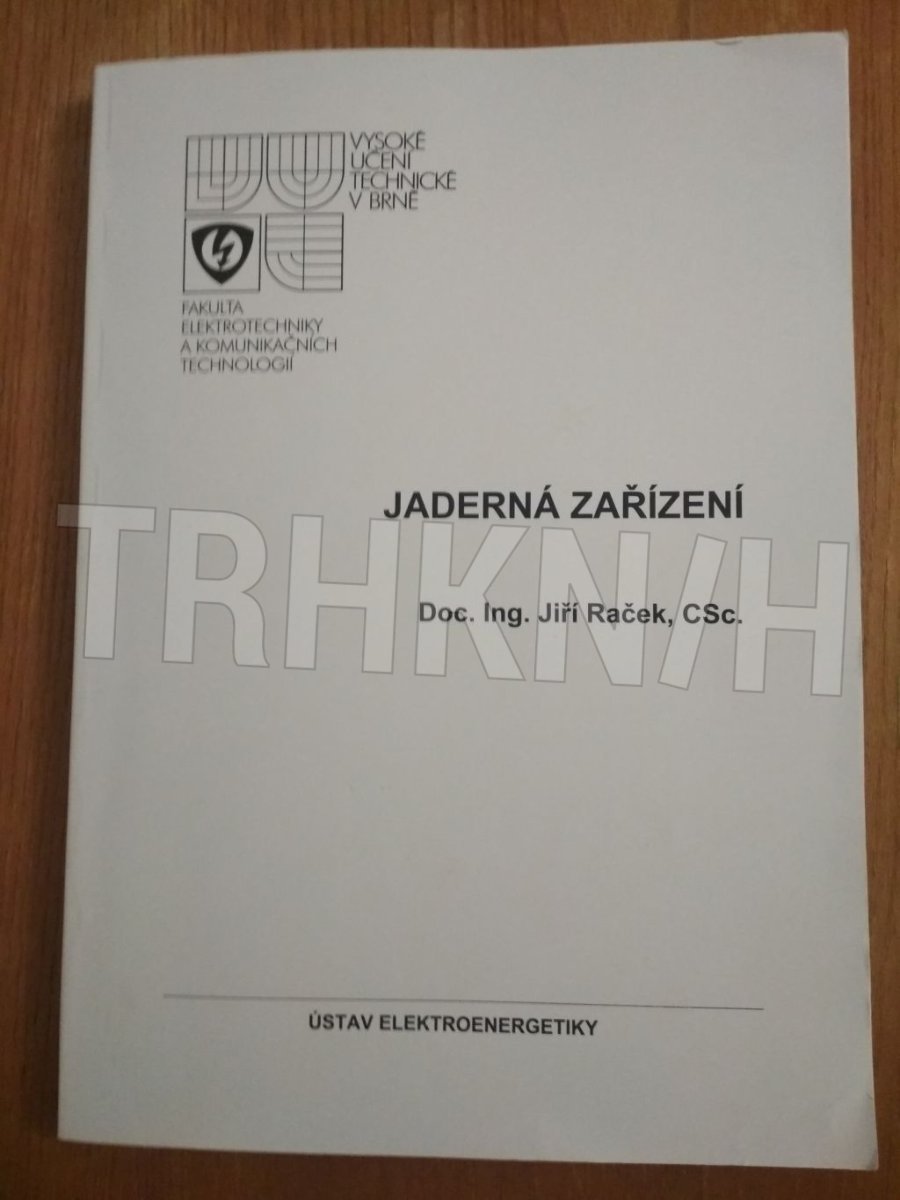 VYSOKÉ
UČENÍ
TECHNICKÉ
V BRNĚ
FAKULTA
ELEKTROTECHNIKY
A KOMUNIKAČNÍCH
TECHNOLOGIÍ
JADERNÁ ZAŘÍZENÍ
TRHKNIH
Doc. Ing. Jiří Raček, CSc.
ÚSTAV ELEKTROENERGETIKY